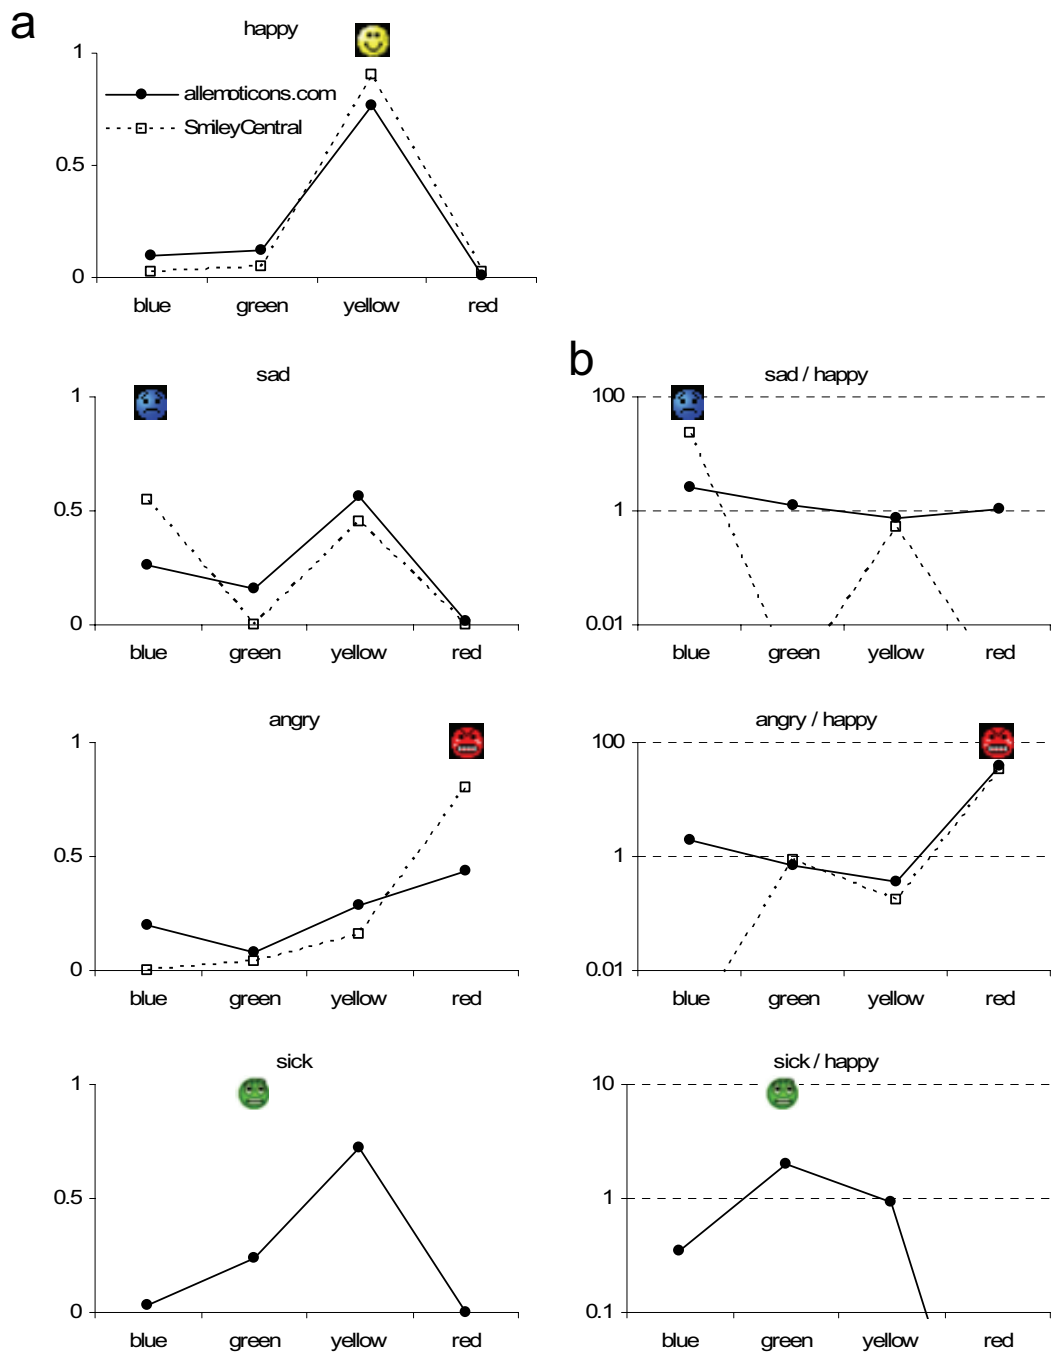 a
happy
1
allemoticons.com
SmileyCentral
0.5
0
blue green yellow red
sad
1
0.5
0
blue green yellow red
b
sad / happy
100
1
0.01
blue green yellow red
angry
1
0.5
0
blue green yellow red
angry / happy
100
1
0.01
blue green yellow red
sick
1
0.5
0
blue green yellow red
sick / happy
10
1
0.1
blue green yellow red